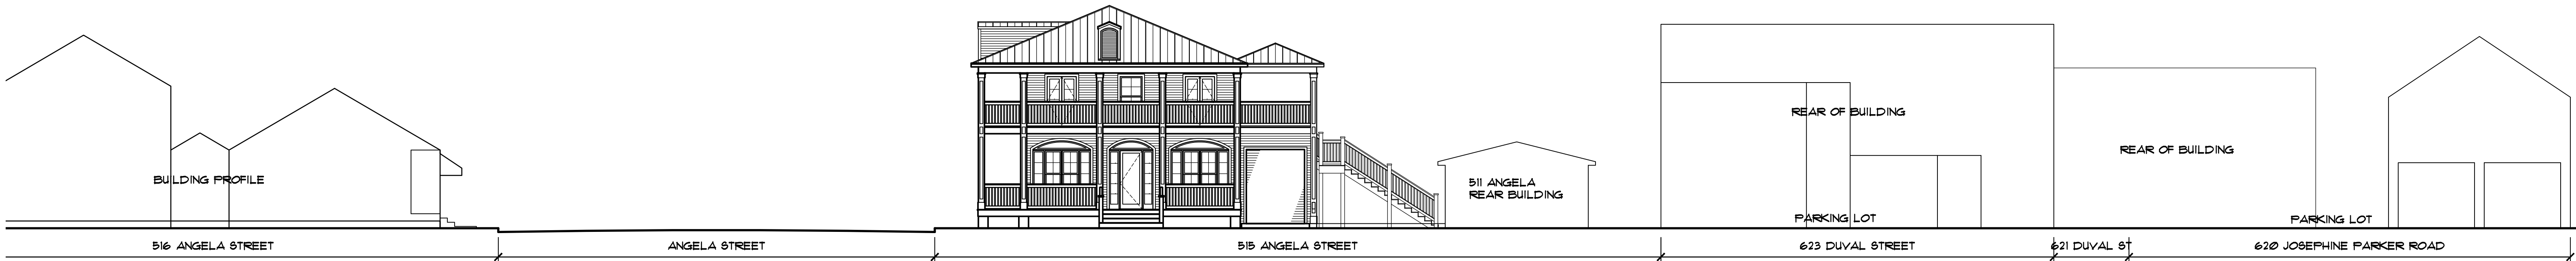 BUILDING PROFILE
511 ANGELA
REAR BUILDING
REAR OF BUILDING
PARKING LOT
REAR OF BUILDING
PARKING LOT
516 ANGELA STREET
ANGELA STREET
515 ANGELA STREET
623 DUVAL STREET
621 DUVAL ST
620 JOSEPHINE PARKER ROAD